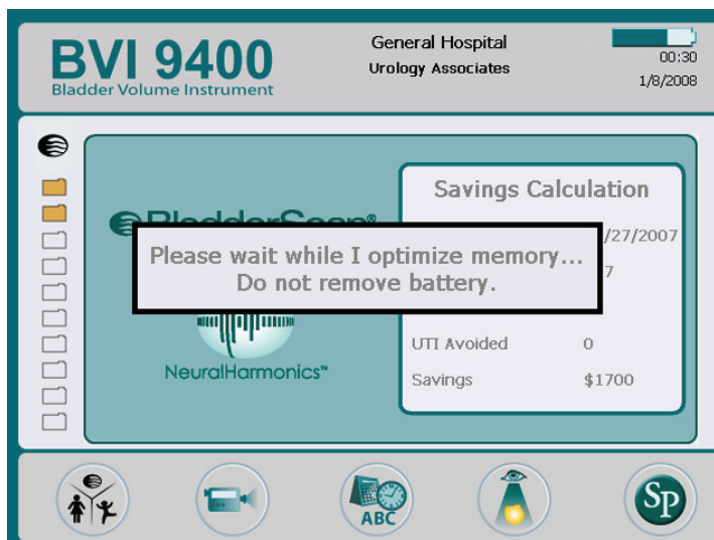 BVI 9400
Bladder Volume Instrument
General Hospital
Urology Associates
00:30
1/8/2008
Savings Calculation
/27/2007
Please wait while I optimize memory...
Do not remove battery.
7
UTI Avoided 0
Savings $1700
NeuralHarmonics™
ABC
SP